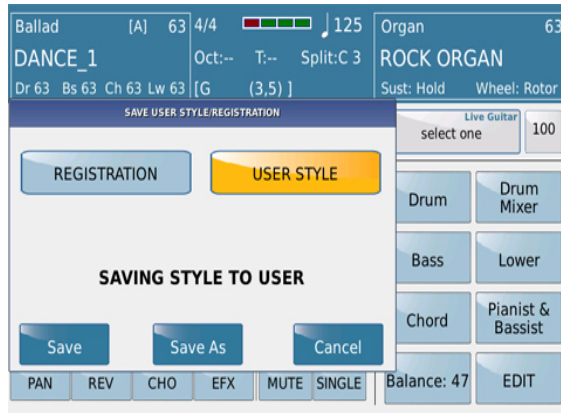 Ballad [A] 63 4/4 125 Organ 63
DANCE_1 Oct:-- T:-- Split:C 3 ROCK ORGAN
Dr 63 Bs 63 Ch 63 Lw 63 [G (3,5) ] Sust: Hold Wheel: Rotor
SAVE USER STYLE/REGISTRATION
REGISTRATION USER STYLE
SAVING STYLE TO USER
Save Save As Cancel
Live Guitar
select one 100
Drum Drum
Mixer
Bass Lower
Chord Pianist &
Bassist
PAN REV CHO EFX MUTE SINGLE Balance: 47 EDIT